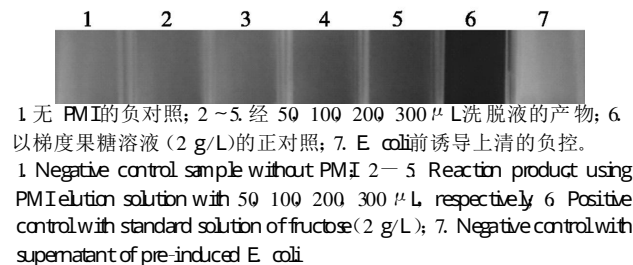 1 2 3 4 5 6 7
1. 无 PMI的负对照；2 ~5. 经 50, 100, 200, 300 μ L洗脱液的产物；6.
以梯度果糖溶液 (2 g/L)的正对照；7. E. coli前诱导上清的负控。
1. Negative control sample without PMI; 2— 5. Reaction product using
PMI elution solution with 50, 100, 200, 300 μ L, respectively; 6. Positive
control with standard solution of fructose (2 g/L); 7. Negative control with
supernatant of pre-induced E. coli.